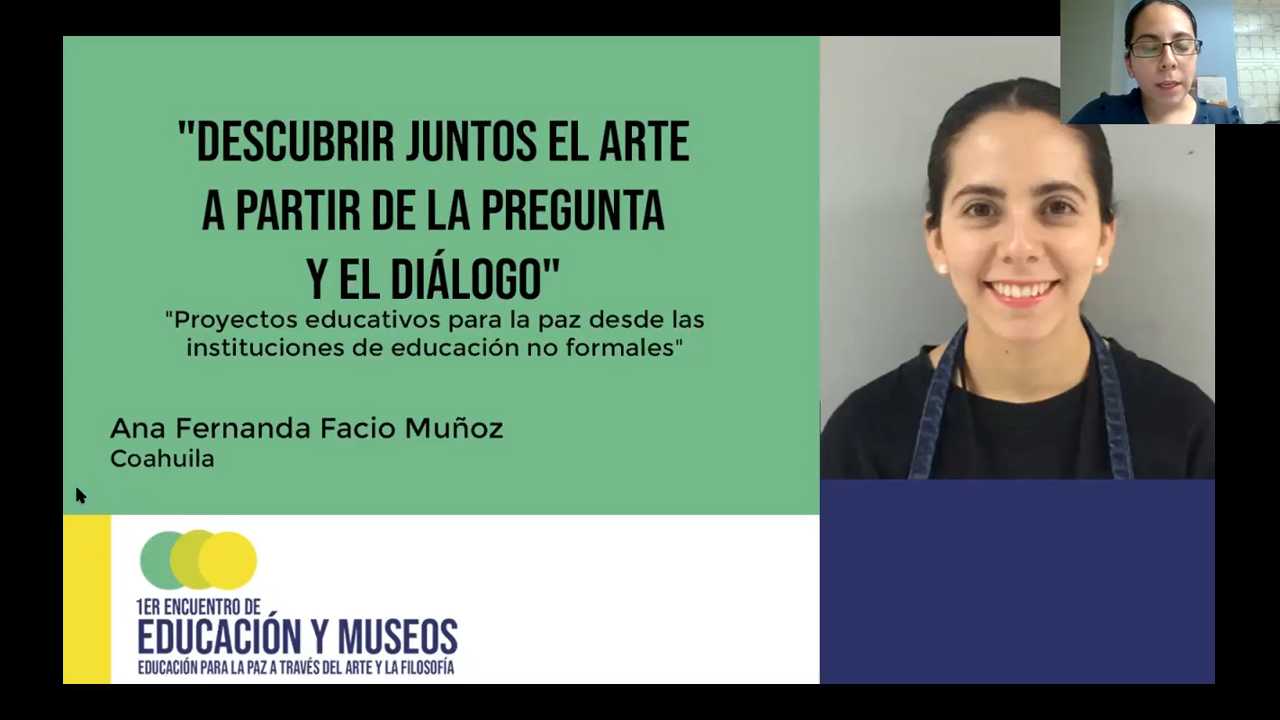 "DESCUBRIR JUNTOS EL ARTE
A PARTIR DE LA PREGUNTA
Y EL DIÁLOGO"
"Proyectos educativos para la paz desde las
instituciones de educación no formales"
Ana Fernanda Facio Muñoz
Coahuila
1ER ENCUENTRO DE
EDUCACIÓN Y MUSEOS
EDUCACIÓN PARA LA PAZ A TRAVÉS DEL ARTE Y LA FILOSOFÍA